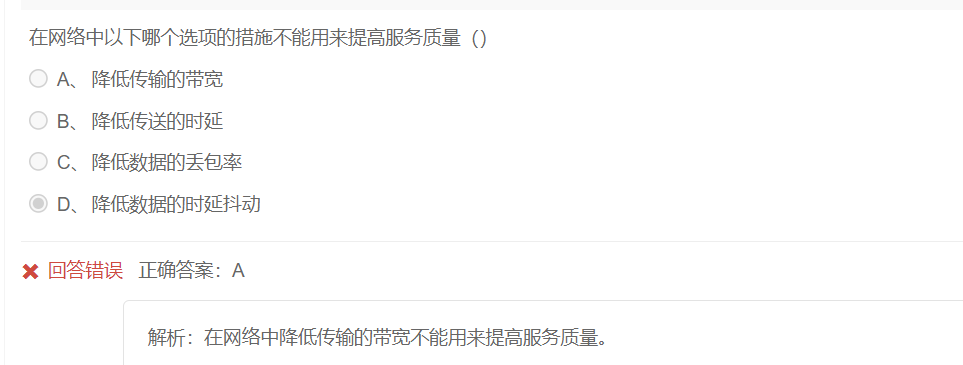 在网络中以下哪个选项的措施不能用来提高服务质量（）
A、 降低传输的带宽
B、 降低传送的时延
C、 降低数据的丢包率
D、 降低数据的时延抖动
回答错误 正确答案：A
解析：在网络中降低传输的带宽不能用来提高服务质量。